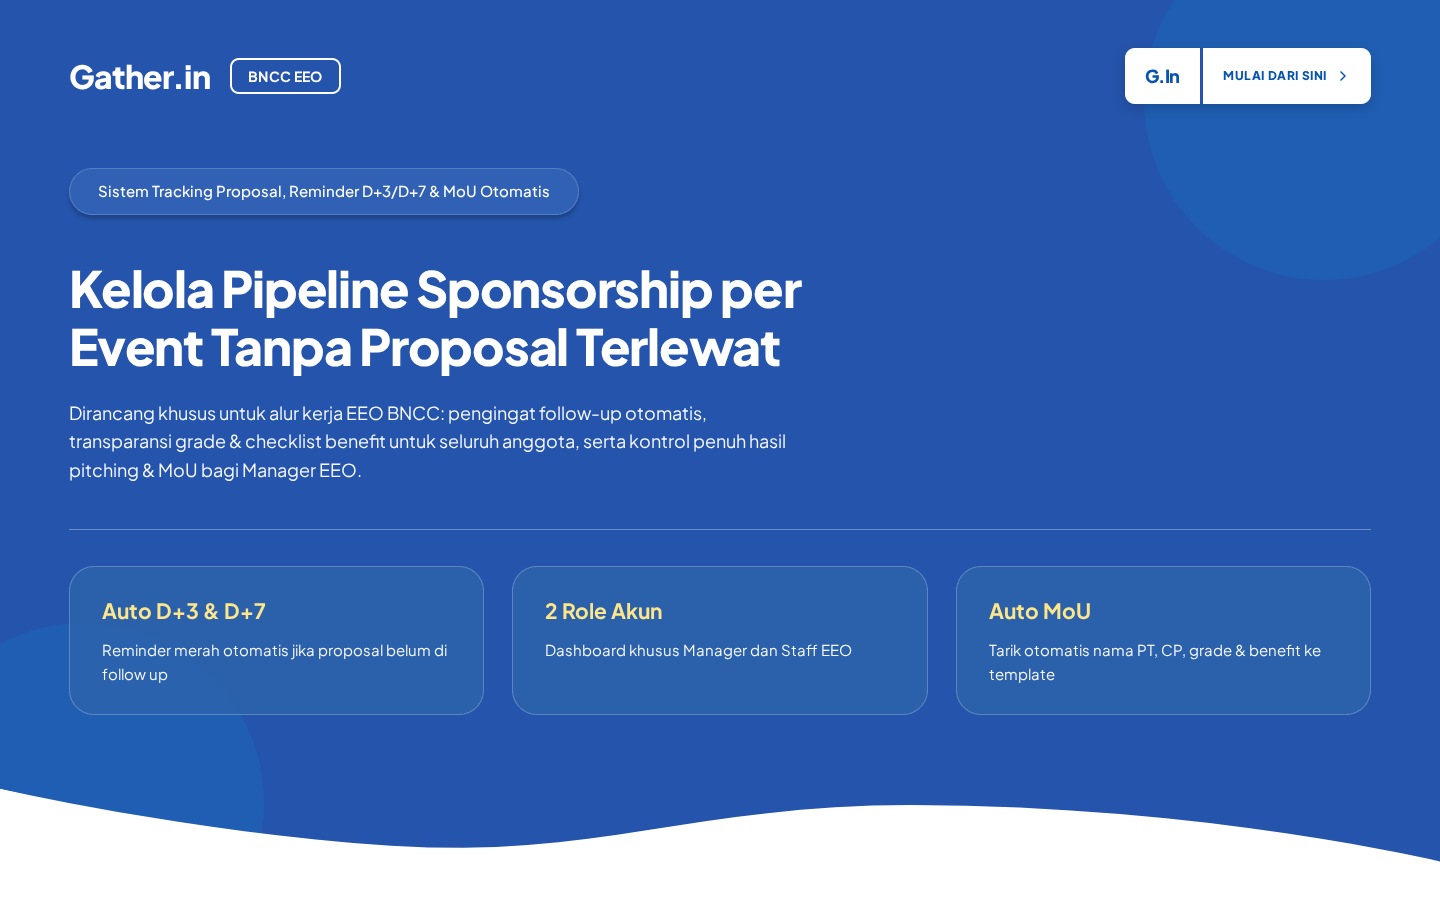 Gather.in
BNCC EEO
G.In
MULAI DARI SINI
Sistem Tracking Proposal, Reminder D+3/D+7 & MoU Otomatis
Kelola Pipeline Sponsorship per
Event Tanpa Proposal Terlewat
Dirancang khusus untuk alur kerja EEO BNCC: pengingat follow-up otomatis,
transparansi grade & checklist benefit untuk seluruh anggota, serta kontrol penuh hasil
pitching & MoU bagi Manager EEO.
Auto D+3 & D+7
Reminder merah otomatis jika proposal belum di
follow up
2 Role Akun
Dashboard khusus Manager dan Staff EEO
Auto MoU
Tarik otomatis nama PT, CP, grade & benefit ke
template